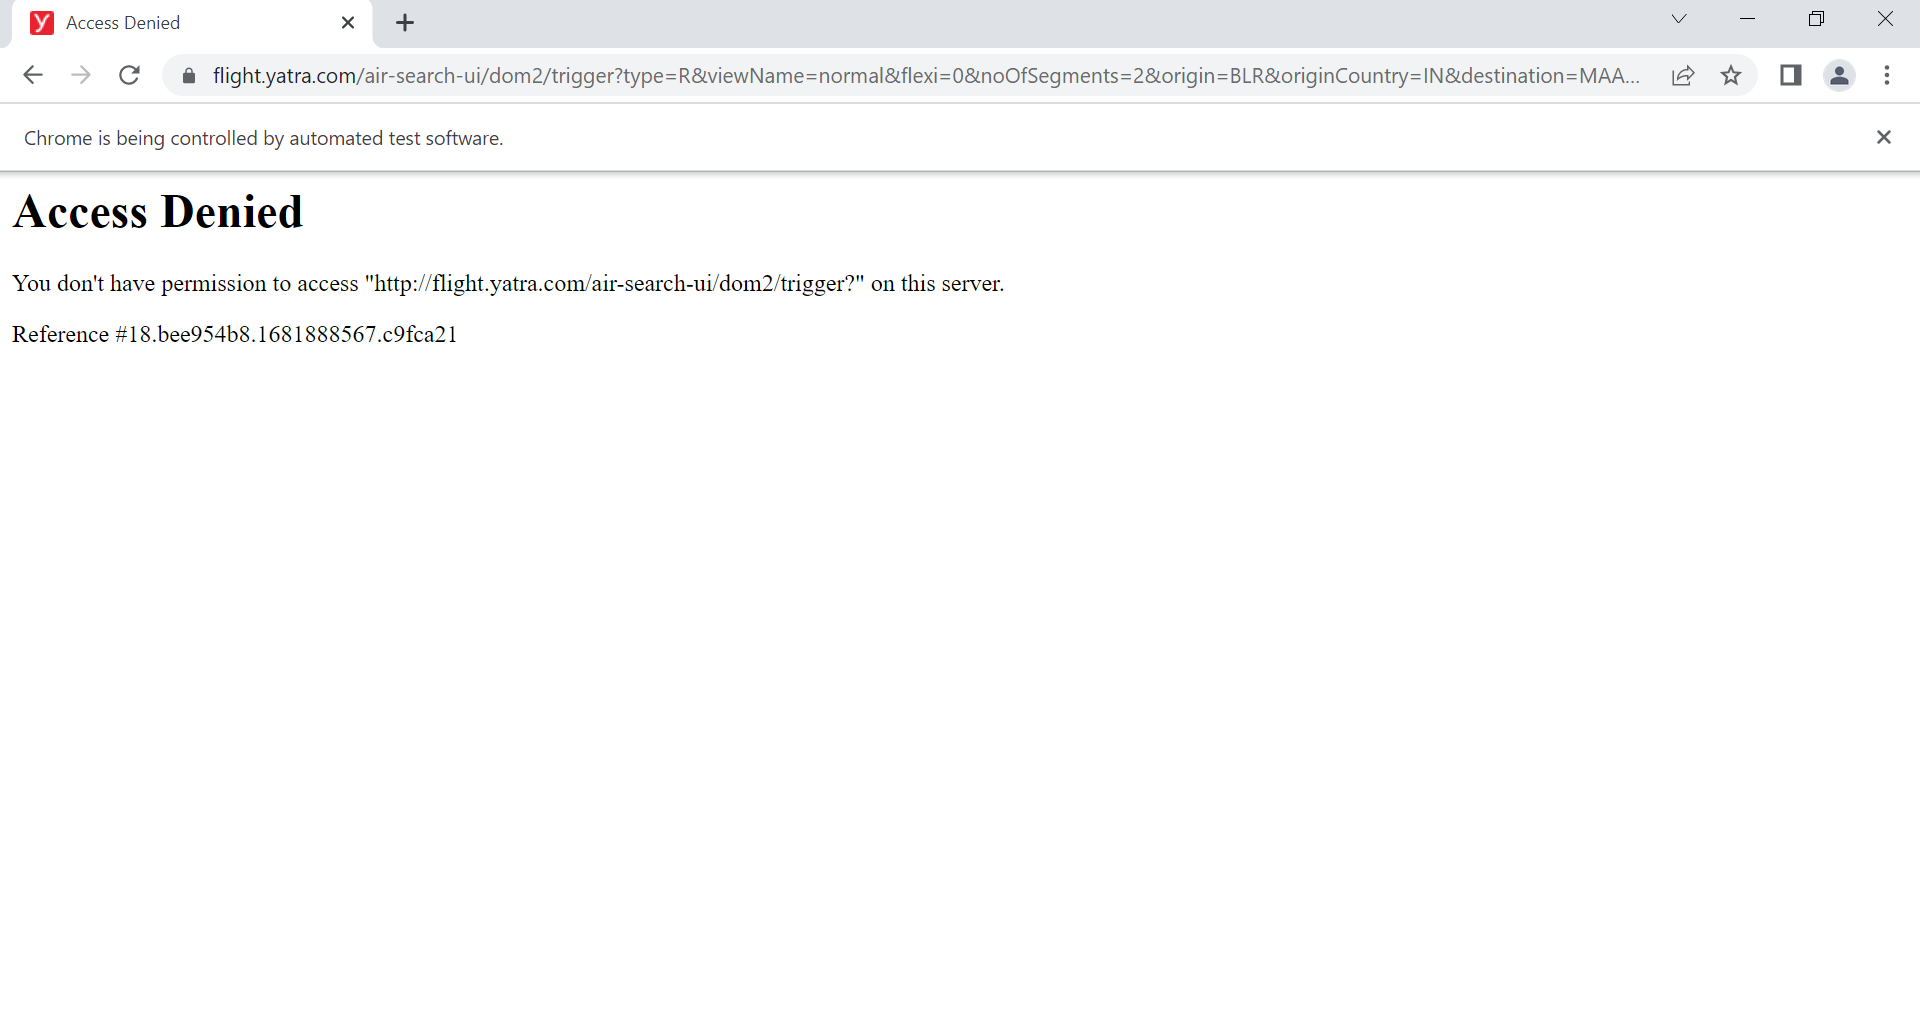 Access Denied
flight.yatra.com/air-search-ui/dom2/trigger?type=R&viewName=normal&flexi=0&noOfSegments=2&origin=BLR&originCountry=IN&destination=MAA...
Chrome is being controlled by automated test software.
Access Denied
You don't have permission to access "http://flight.yatra.com/air-search-ui/dom2/trigger?" on this server.
Reference #18.bee954b8.1681888567.c9fca21